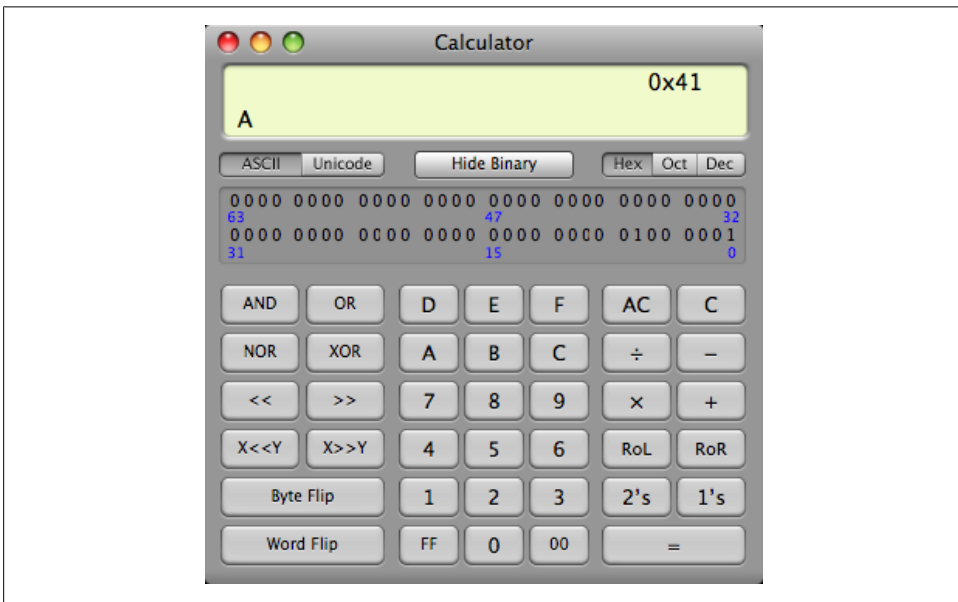 Calculator
0x41
A
ASCII Unicode Hide Binary Hex Oct Dec
0000 0000 0000 0000 0000 0000 0000 0000
63 47 32
0000 0000 0000 0000 0000 0000 0100 0001
31 15 0
AND OR D E F AC C
NOR XOR A B C ÷ −
<< >> 7 8 9 × +
X<<Y X>>Y 4 5 6 RoL RoR
Byte Flip 1 2 3 2's 1's
Word Flip FF 0 00 =